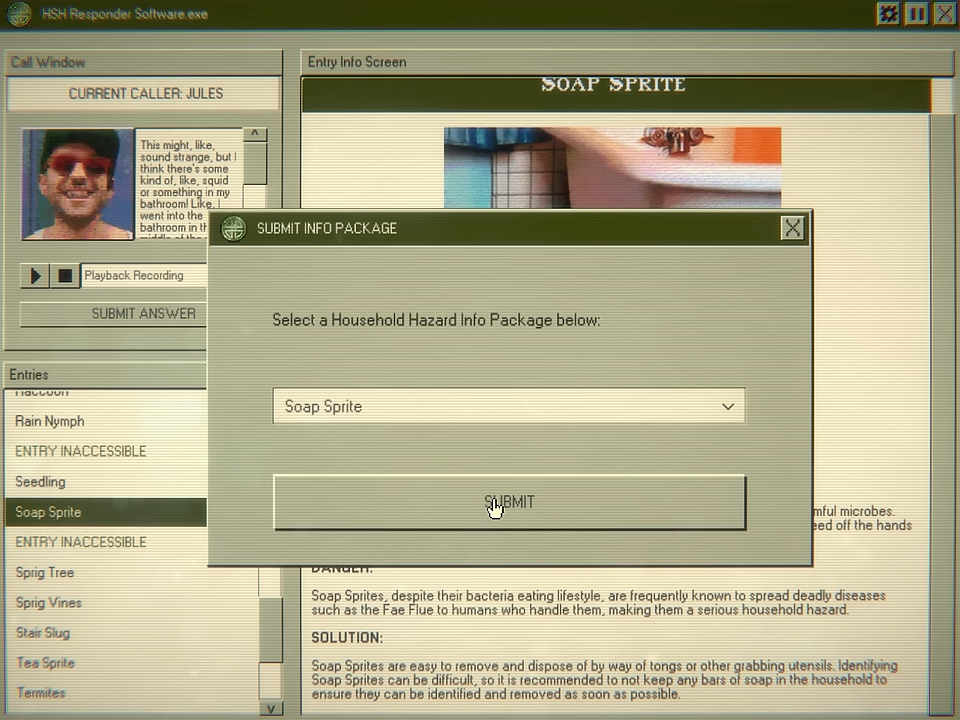 HSH Responder Software.exe
Call Window
CURRENT CALLER: JULES
This might, like,
sound strange, but I
think there's some
kind of, like, squid
or something in my
bathroom! Like, I
went into the
bathroom in th
middle of the
Playback Recording
SUBMIT ANSWER
Entries
Raccoon
Rain Nymph
ENTRY INACCESSIBLE
Seedling
Soap Sprite
ENTRY INACCESSIBLE
Sprig Tree
Sprig Vines
Stair Slug
Tea Sprite
Termites
Entry Info Screen
SOAP SPRITE
SUBMIT INFO PACKAGE
Select a Household Hazard Info Package below:
Soap Sprite
SUBMIT
mful microbes.
eed off the hands
DANGER:
Soap Sprites, despite their bacteria eating lifestyle, are frequently known to spread deadly diseases
such as the Fae Flue to humans who handle them, making them a serious household hazard.
SOLUTION:
Soap Sprites are easy to remove and dispose of by way of tongs or other grabbing utensils. Identifying
Soap Sprites can be difficult, so it is recommended to not keep any bars of soap in the household to
ensure they can be identified and removed as soon as possible.